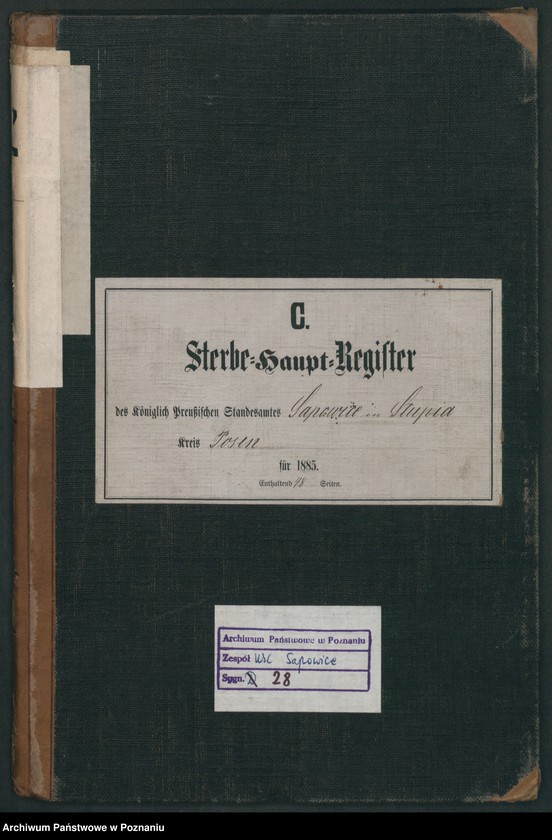 C.
Sterbe-Haupt-Register
des Königlich Preußischen Standesamtes Sapowice in Słupia
Kreis Posen
für 1885.
Enthaltend 48 Seiten.
Archiwum Państwowe w Poznaniu
Zespół USC Sapowice
Sygn. 28
Archiwum Państwowe w Poznaniu